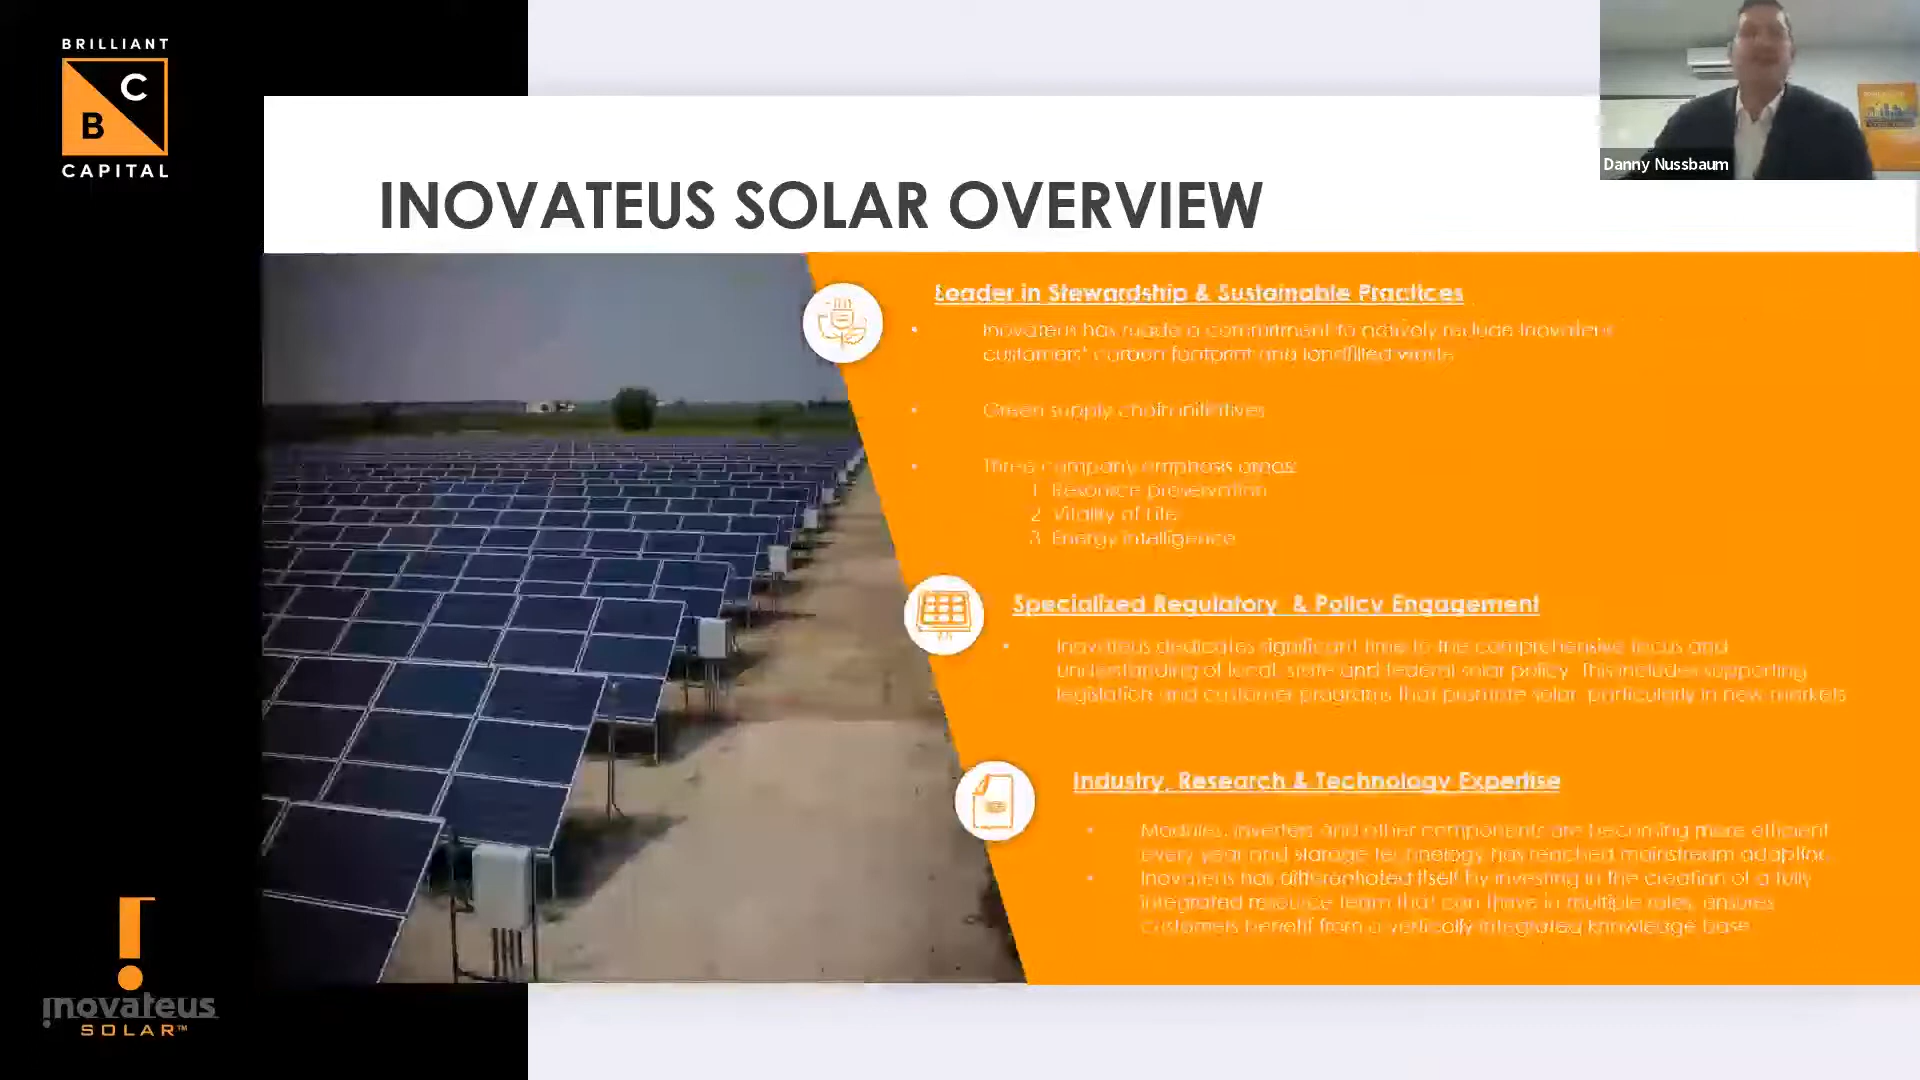 BRILLIANT
B C
CAPITAL
Danny Nussbaum
INOVATEUS SOLAR OVERVIEW
Leader in Stewardship & Sustainable Practices
• Inovateus has made a commitment to actively reduce Inovateus
customers' carbon footprint and landfilled waste
• Green supply chain initiatives
• Three company emphasis areas:
1. Resource preservation
2. Vitality of Life
3. Energy Intelligence
Specialized Regulatory & Policy Engagement
• Inovateus dedicates significant time to the comprehensive focus and
understanding of local, state and federal solar policy. This includes supporting
legislation and customer programs that promote solar, particularly in new markets
Industry, Research & Technology Expertise
• Modules, inverters and other components are becoming more efficient
every year and storage technology has reached mainstream adaption
• Inovateus has differentiated itself by investing in the creation of a fully
integrated resource team that can thrive in multiple roles, ensures
customers benefit from a vertically integrated knowledge base
inovateus
SOLAR™